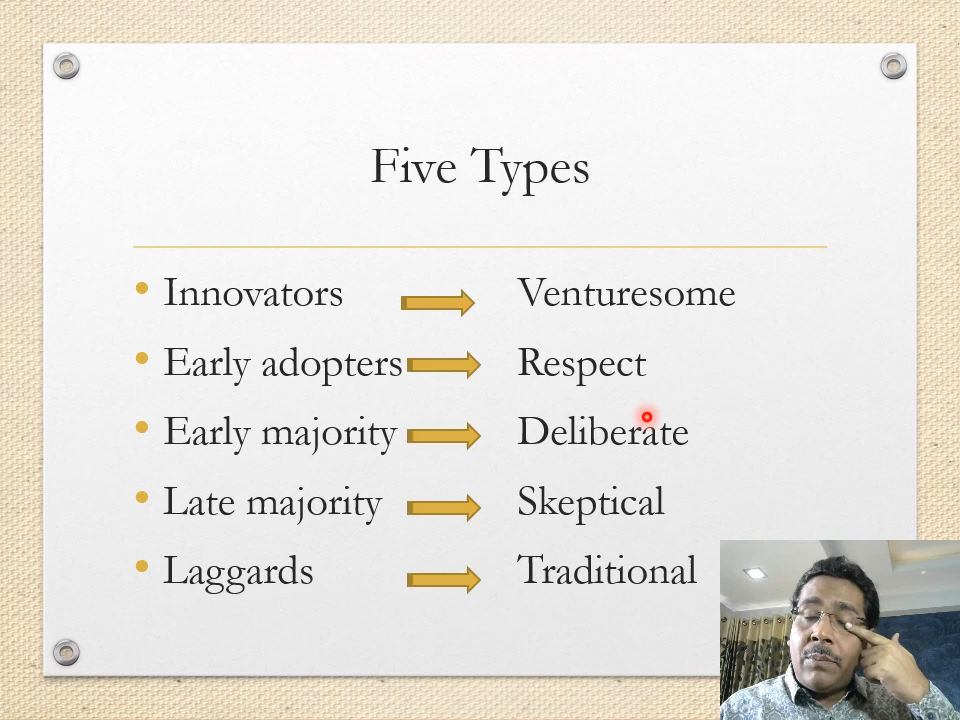 Five Types
• Innovators Venturesome
• Early adopters Respect
• Early majority Deliberate
• Late majority Skeptical
• Laggards Traditional